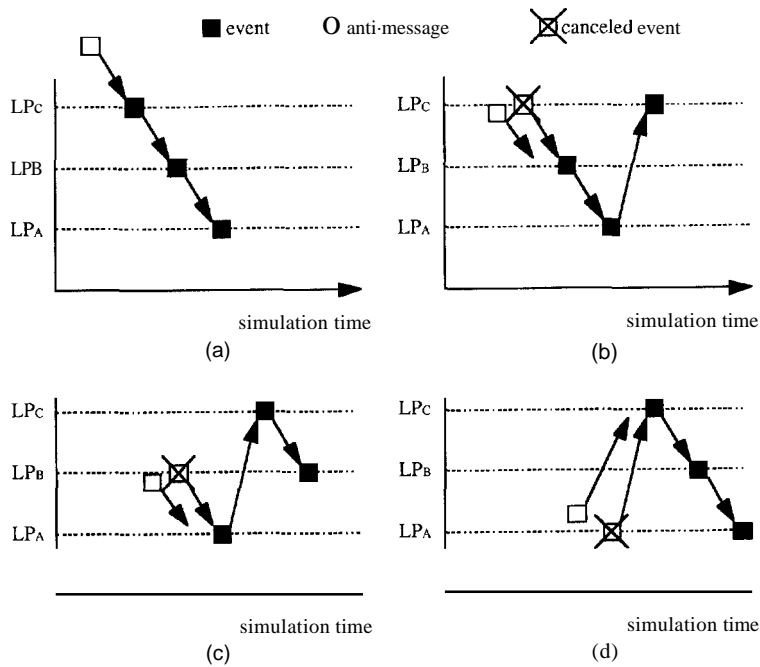 event O anti-message canceled event
LPC
LPB
LPA
simulation time
(a)
LPC
LPB
LPA
simulation time
(b)
LPC
LPB
LPA
simulation time
(c)
LPC
LPB
LPA
simulation time
(d)